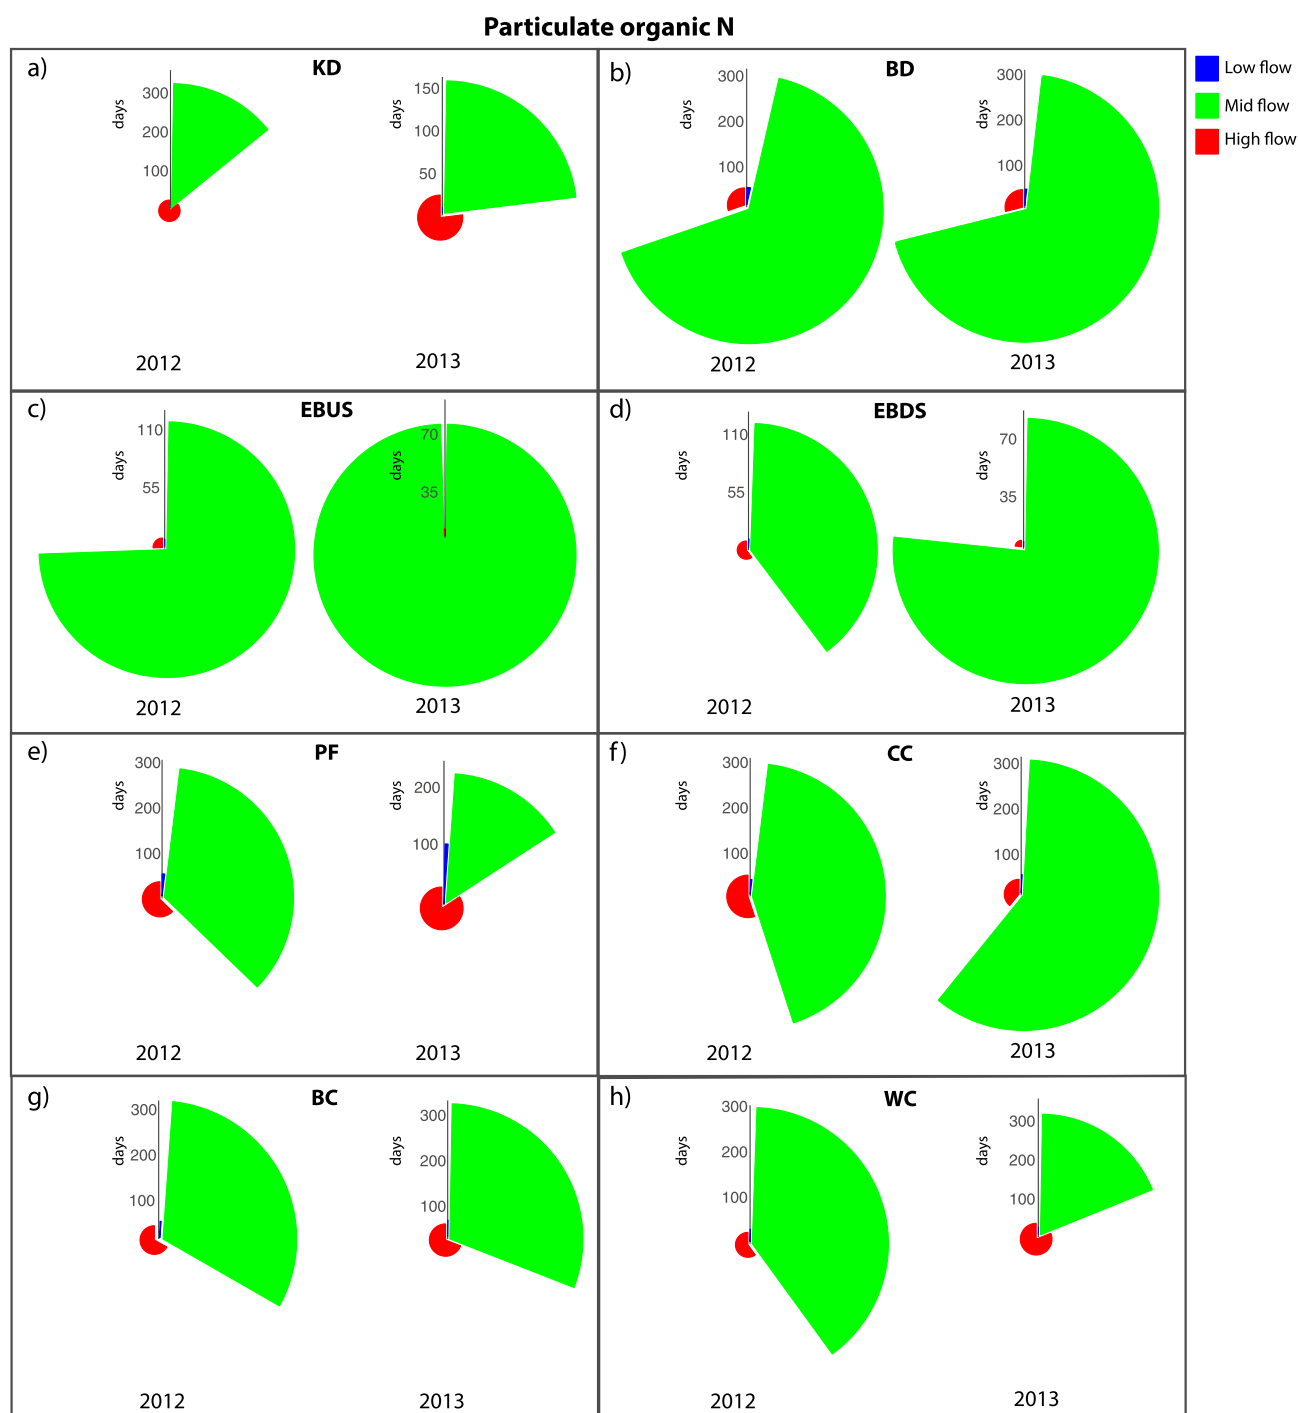 Particulate organic N
a) KD
days
300
200
100
2012
days
150
100
50
2013
b) BD
days
300
200
100
2012
days
300
200
100
2013
Low flow
Mid flow
High flow
c) EBUS
days
110
55
2012
days
70
35
2013
d) EBDS
days
110
55
2012
days
70
35
2013
e) PF
days
300
200
100
2012
days
200
100
2013
f) CC
days
300
200
100
2012
days
300
200
100
2013
g) BC
days
300
200
100
2012
days
300
200
100
2013
h) WC
days
300
200
100
2012
days
300
200
100
2013